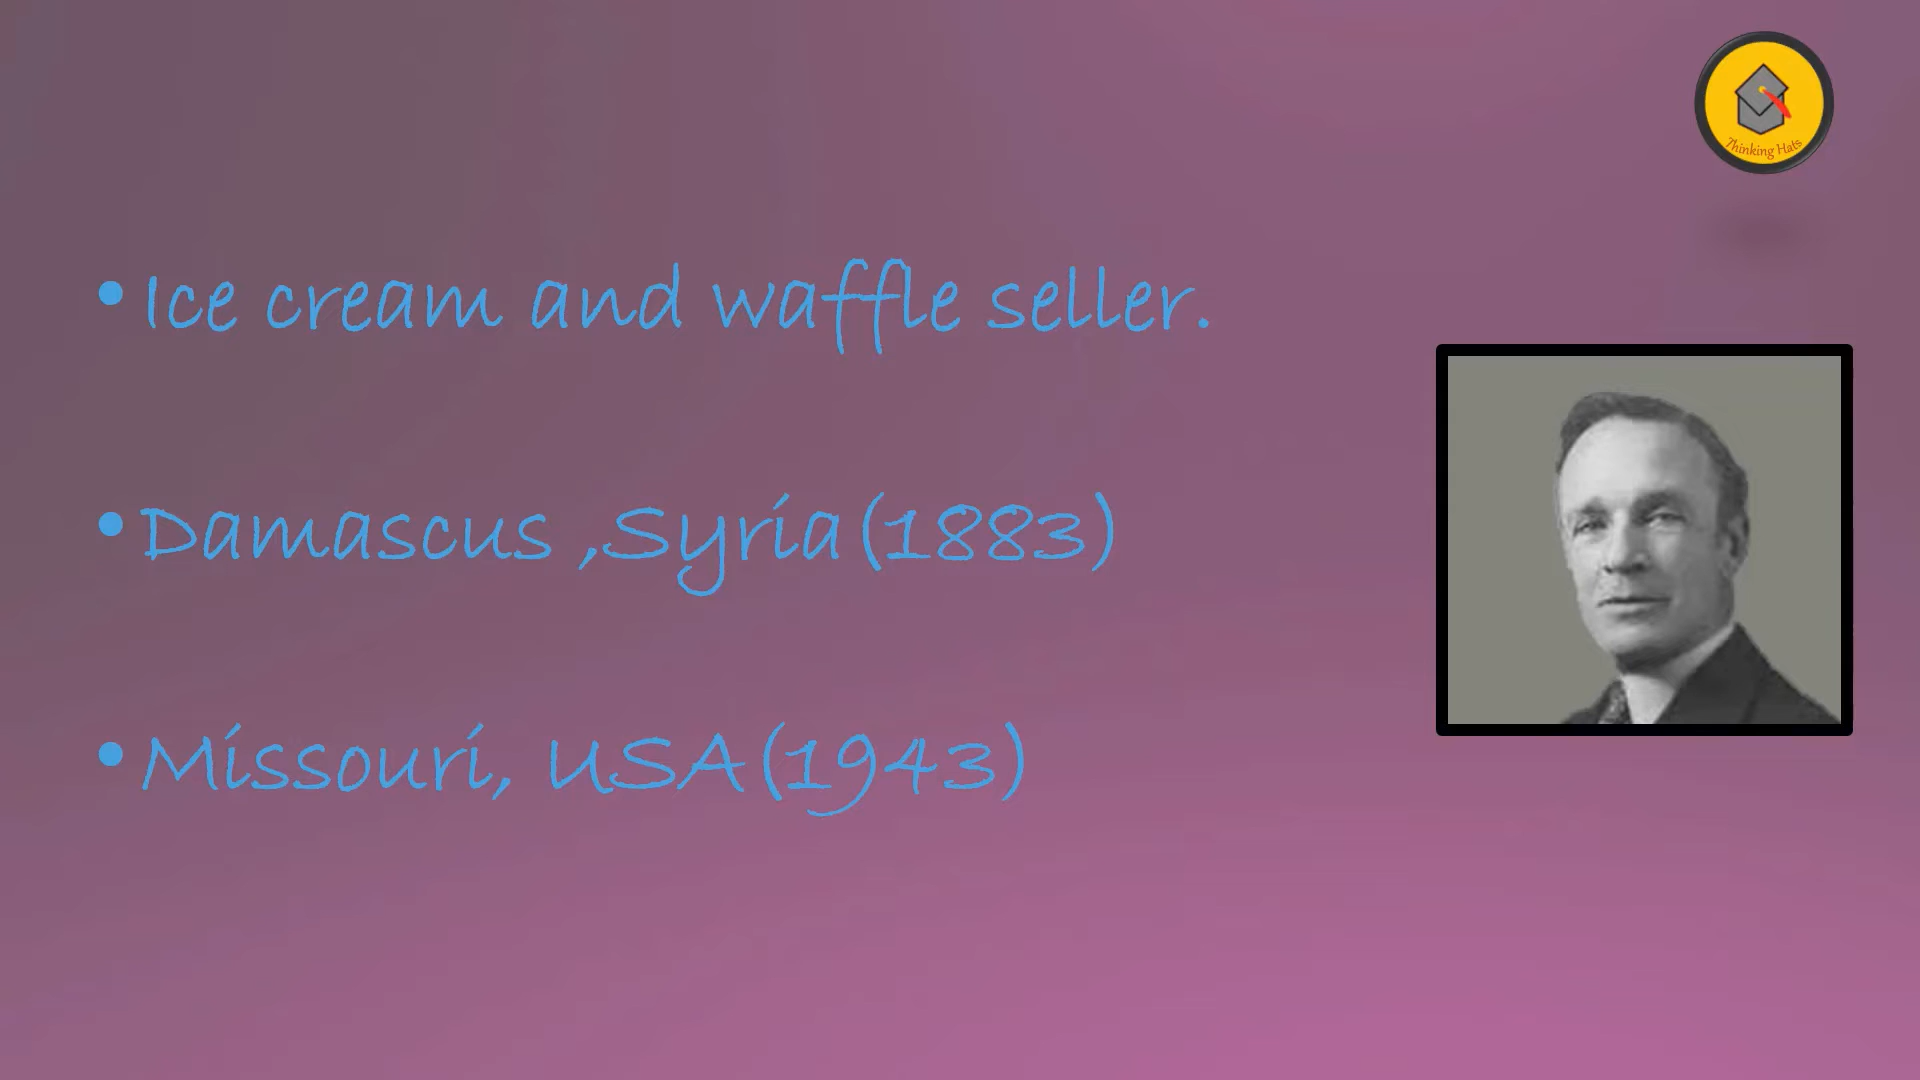 Thinking Hats
• Ice cream and waffle seller.
• Damascus ,Syria(1883)
• Missouri, USA(1943)